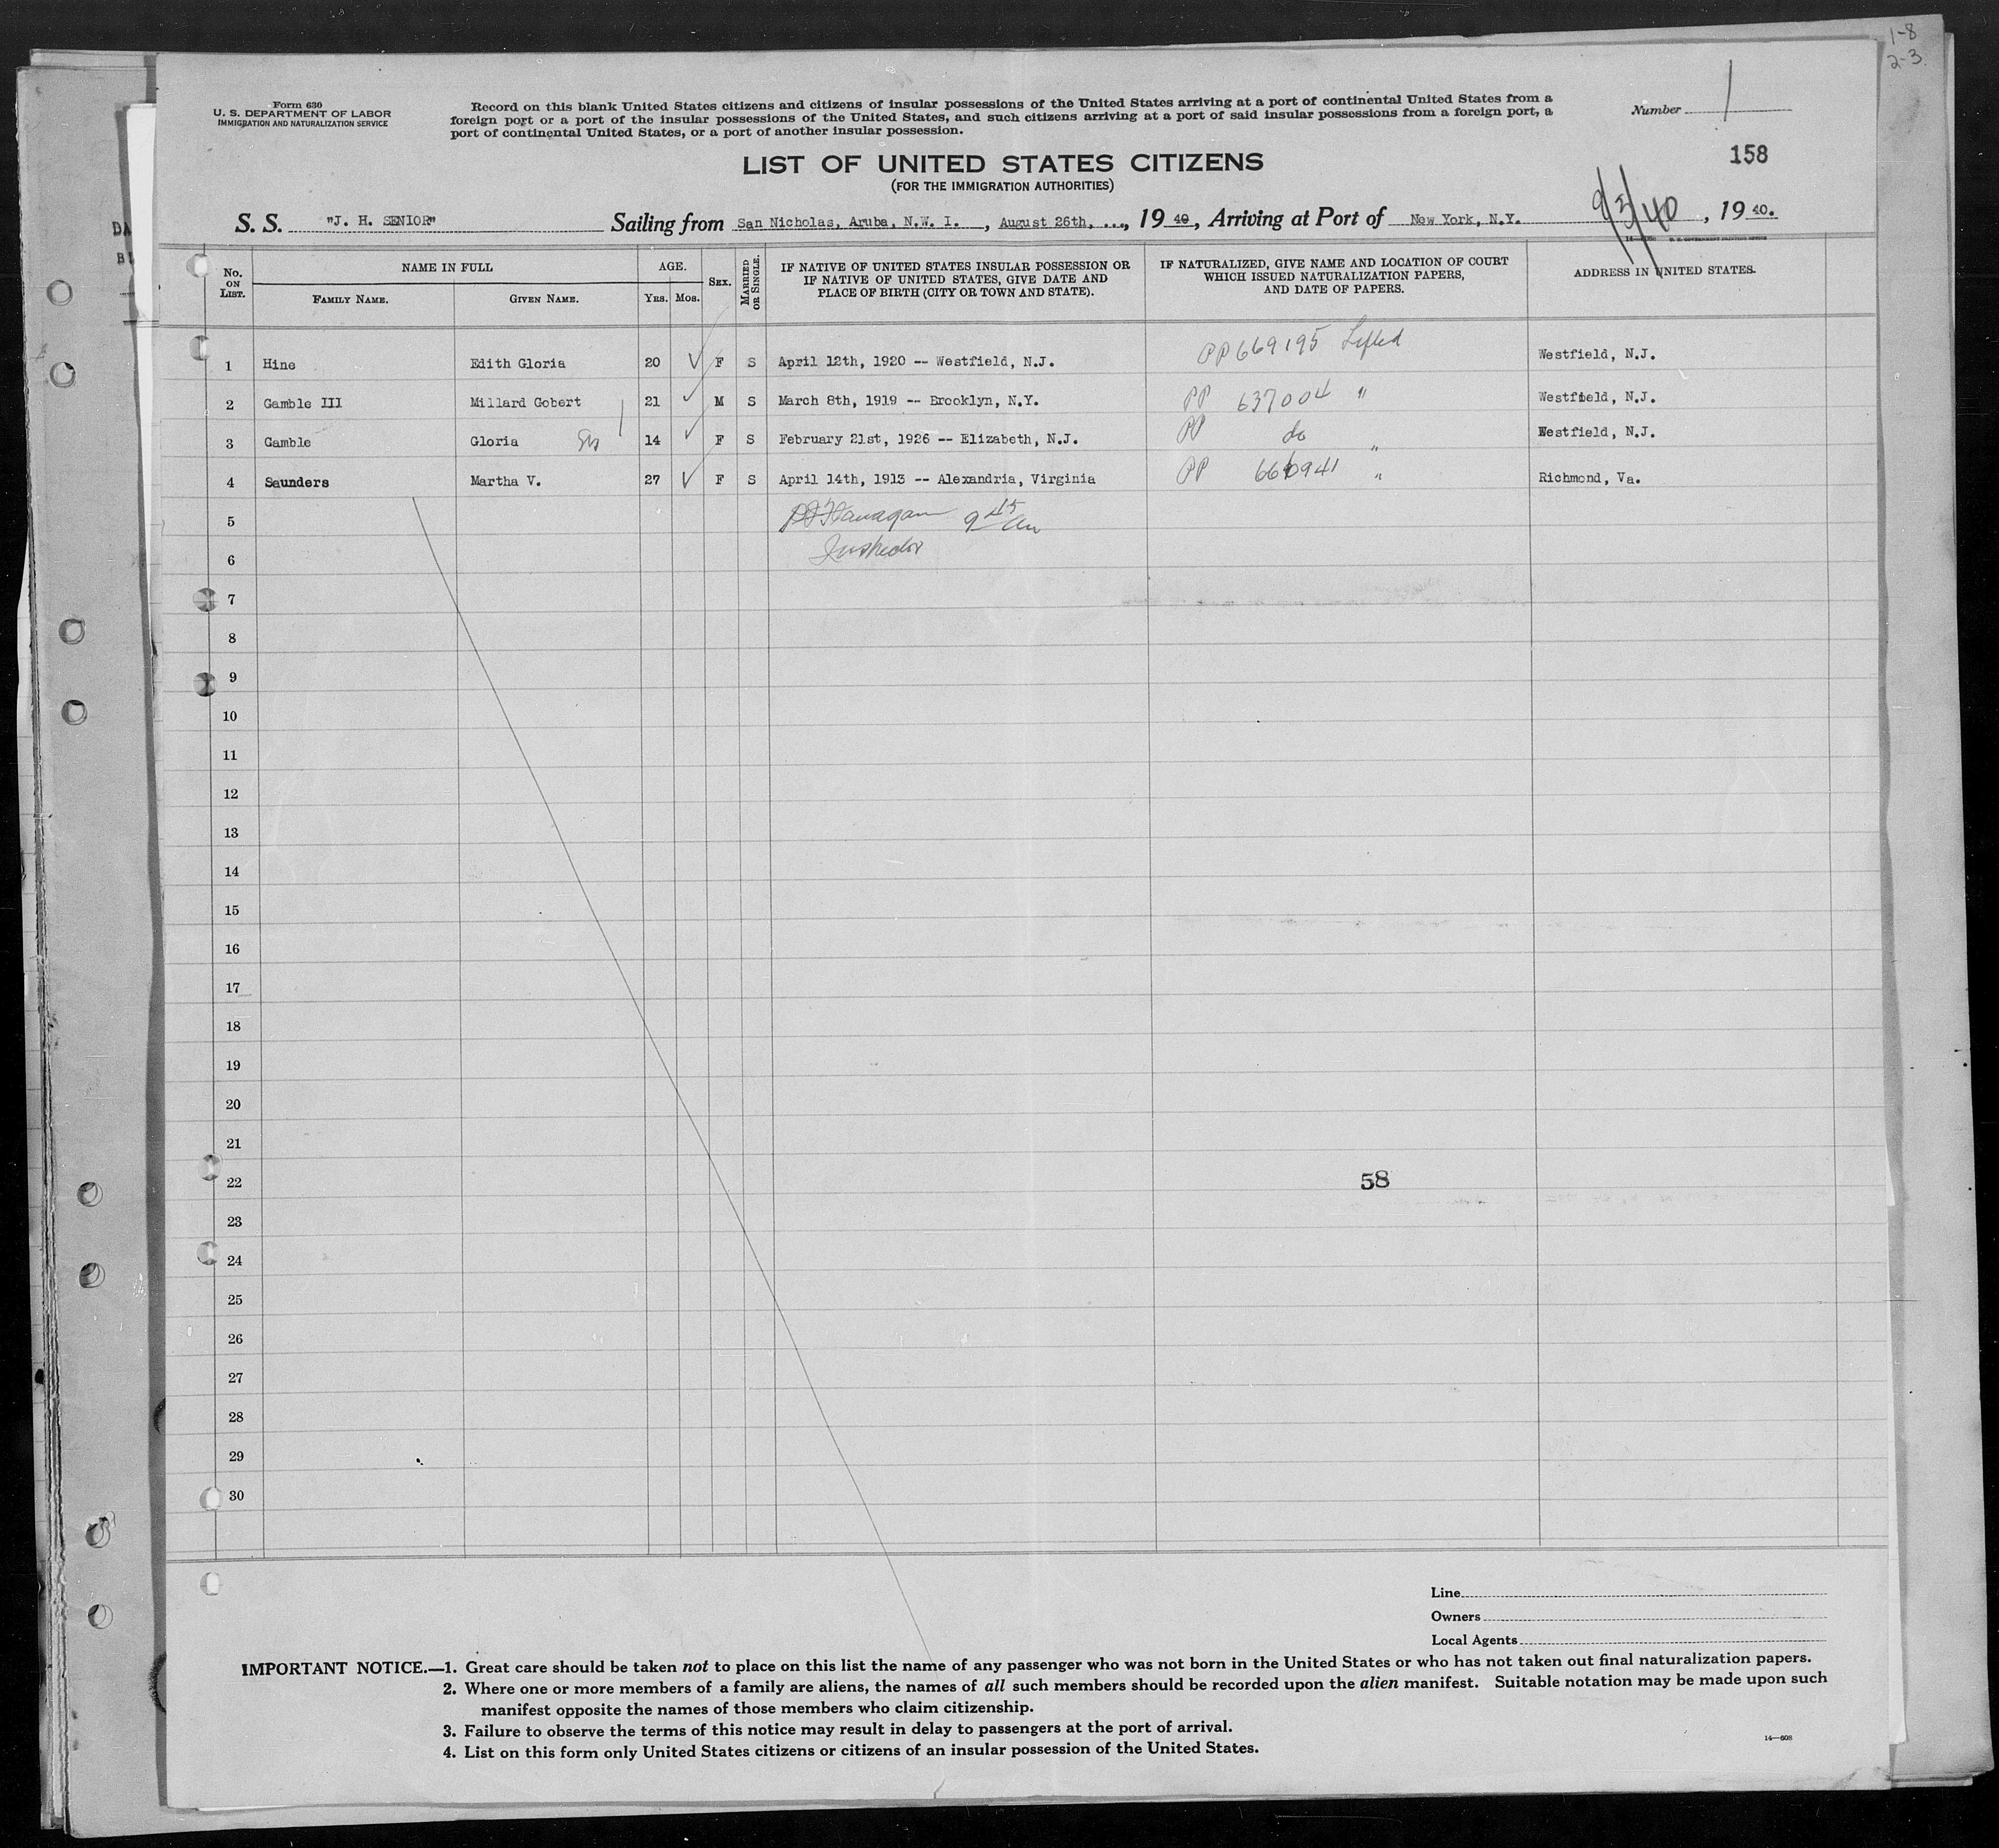 1-8
2-3
Form 630
U. S. DEPARTMENT OF LABOR
IMMIGRATION AND NATURALIZATION SERVICE
Record on this blank United States citizens and citizens of insular possessions of the United States arriving at a port of continental United States from a
foreign port or a port of the insular possessions of the United States, and such citizens arriving at a port of said insular possessions from a foreign port, a
port of continental United States, or a port of another insular possession.
Number 1
158
LIST OF UNITED STATES CITIZENS
(FOR THE IMMIGRATION AUTHORITIES)
S. S. "J. H. SENIOR" Sailing from San Nicholas, Aruba, N.W. I., August 26th, ..., 19 40, Arriving at Port of New York, N.Y. 9/3/40, 19 40.
No. ON LIST. NAME IN FULL AGE. SEX. MARRIED OR SINGLE. IF NATIVE OF UNITED STATES INSULAR POSSESSION OR IF NATIVE OF UNITED STATES, GIVE DATE AND PLACE OF BIRTH (CITY OR TOWN AND STATE). IF NATURALIZED, GIVE NAME AND LOCATION OF COURT WHICH ISSUED NATURALIZATION PAPERS, AND DATE OF PAPERS. ADDRESS IN UNITED STATES.
FAMILY NAME. GIVEN NAME. YRS. MOS.
1 Hine Edith Gloria 20 F S April 12th, 1920 -- Westfield, N.J. PP 669195 Lifted Westfield, N.J.
2 Gamble III Millard Gobert 21 M S March 8th, 1919 -- Brooklyn, N.Y. PP 637004 " Westfield, N.J.
3 Gamble Gloria Sis 14 F S February 21st, 1926 -- Elizabeth, N.J. PP do " Westfield, N.J.
4 Saunders Martha V. 27 F S April 14th, 1913 -- Alexandria, Virginia PP 660941 " Richmond, Va.
5 Flanagan 9 45 am
6 Inspector
7
8
9
10
11
12
13
14
15
16
17
18
19
20
21
22 58
23
24
25
26
27
28
29
30
Line
Owners
Local Agents
IMPORTANT NOTICE.—1. Great care should be taken not to place on this list the name of any passenger who was not born in the United States or who has not taken out final naturalization papers.
2. Where one or more members of a family are aliens, the names of all such members should be recorded upon the alien manifest. Suitable notation may be made upon such
manifest opposite the names of those members who claim citizenship.
3. Failure to observe the terms of this notice may result in delay to passengers at the port of arrival.
4. List on this form only United States citizens or citizens of an insular possession of the United States.
14—608